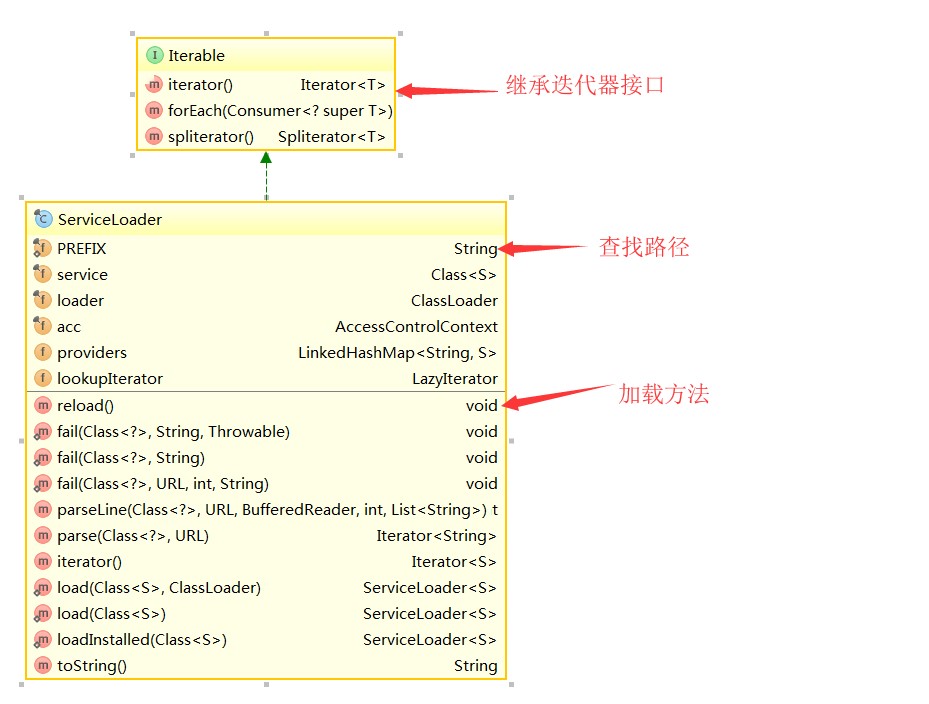 Iterable
iterator() Iterator<T>
继承迭代器接口
forEach(Consumer<? super T>)
spliterator() Spliterator<T>
ServiceLoader
PREFIX String
查找路径
service Class<S>
loader ClassLoader
acc AccessControlContext
providers LinkedHashMap<String, S>
lookupIterator LazyIterator
加载方法
reload() void
fail(Class<?>, String, Throwable) void
fail(Class<?>, String) void
fail(Class<?>, URL, int, String) void
parseLine(Class<?>, URL, BufferedReader, int, List<String>) t
parse(Class<?>, URL) Iterator<String>
iterator() Iterator<S>
load(Class<S>, ClassLoader) ServiceLoader<S>
load(Class<S>) ServiceLoader<S>
loadInstalled(Class<S>) ServiceLoader<S>
toString() String